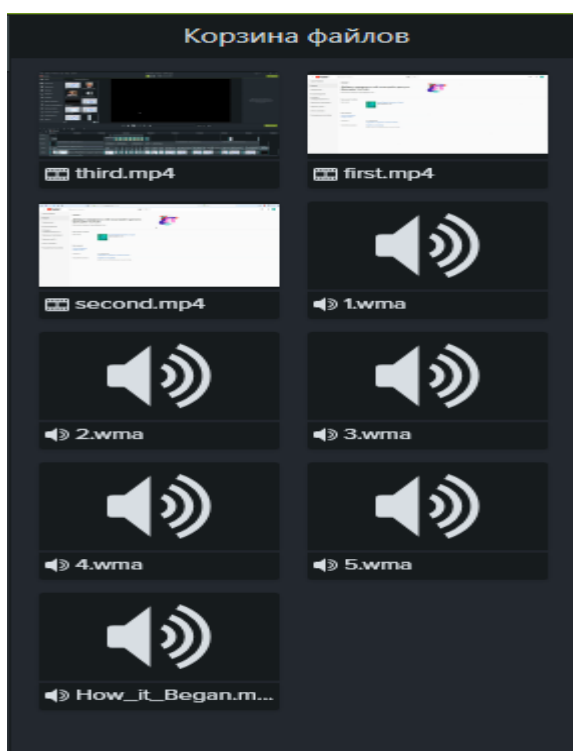 Корзина файлов
third.mp4
first.mp4
second.mp4
1.wma
2.wma
3.wma
4.wma
5.wma
How_it_Began.m...